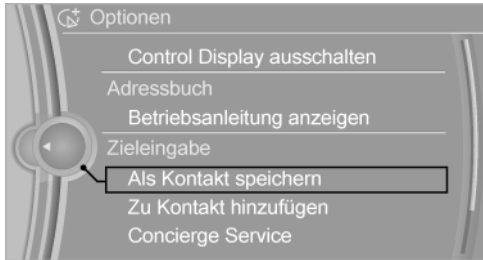 Optionen
Control Display ausschalten
Adressbuch
Betriebsanleitung anzeigen
Zieleingabe
Als Kontakt speichern
Zu Kontakt hinzufügen
Concierge Service